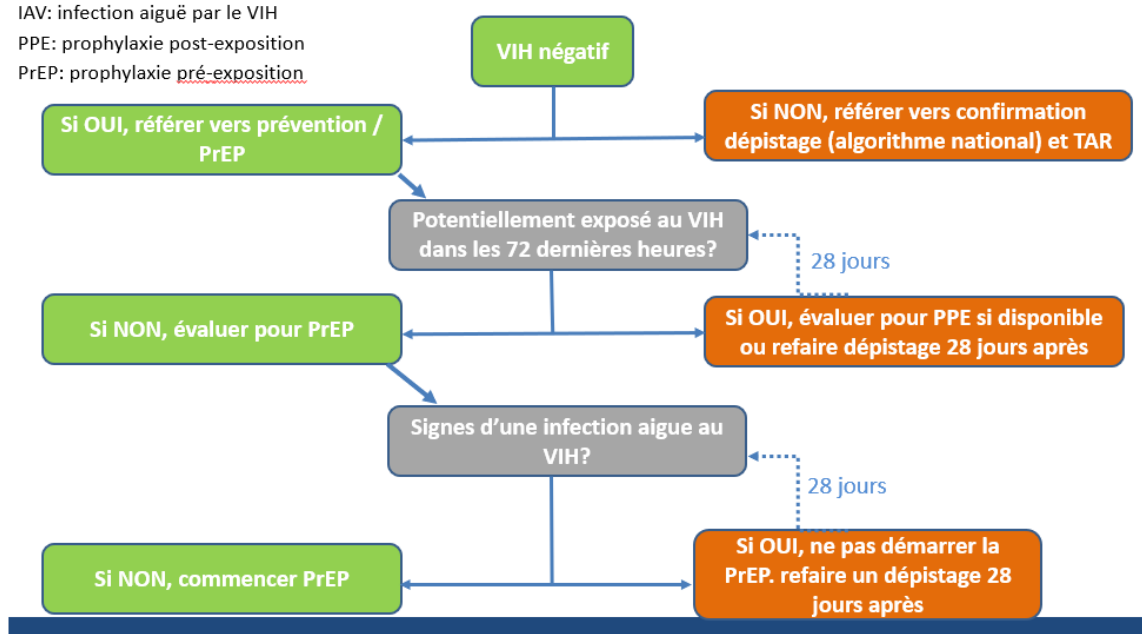 IAV: infection aiguë par le VIH
PPE: prophylaxie post-exposition
PrEP: prophylaxie pré-exposition
VIH négatif
Si OUI, référer vers prévention /
PrEP
Si NON, référer vers confirmation
dépistage (algorithme national) et TAR
Potentiellement exposé au VIH
dans les 72 dernières heures?
28 jours
Si NON, évaluer pour PrEP
Si OUI, évaluer pour PPE si disponible
ou refaire dépistage 28 jours après
Signes d’une infection aigue au
VIH?
28 jours
Si NON, commencer PrEP
Si OUI, ne pas démarrer la
PrEP. refaire un dépistage 28
jours après